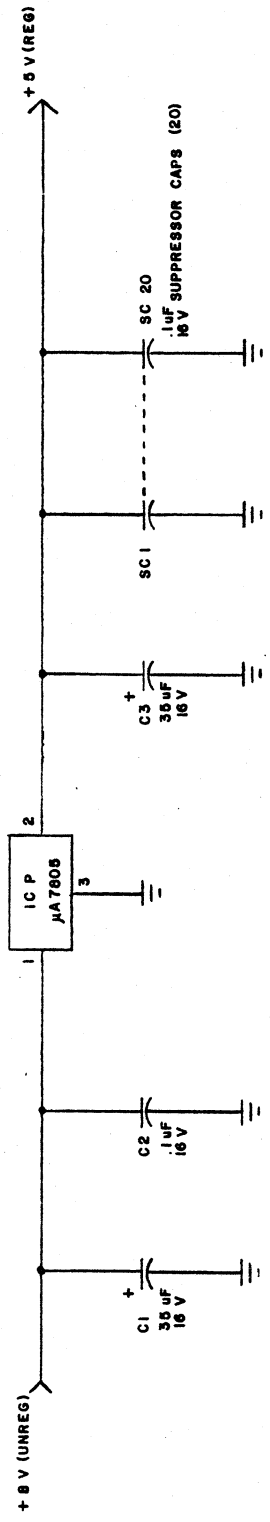 + 8 V (UNREG)
+
C1
35 uF
16 V
C2
.1 uF
16 V
1
IC P
μA7805
2
3
+
C3
35 uF
16 V
SC 1
SC 20
.1uF SUPPRESSOR CAPS (20)
16 V
+ 5 V (REG)